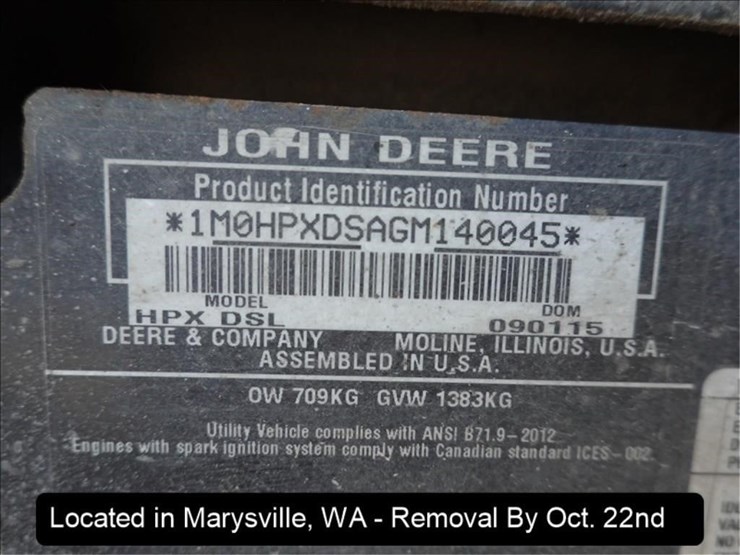 JOHN DEERE
Product Identification Number
*1M0HPXDSAGM140045*
MODEL DOM
HPX DSL 090115
DEERE & COMPANY MOLINE, ILLINOIS, U.S.A.
ASSEMBLED IN U.S.A.
OW 709KG GVW 1383KG
Utility Vehicle complies with ANSI B71.9-2012
Engines with spark ignition system comply with Canadian standard ICES-002
Located in Marysville, WA - Removal By Oct. 22nd